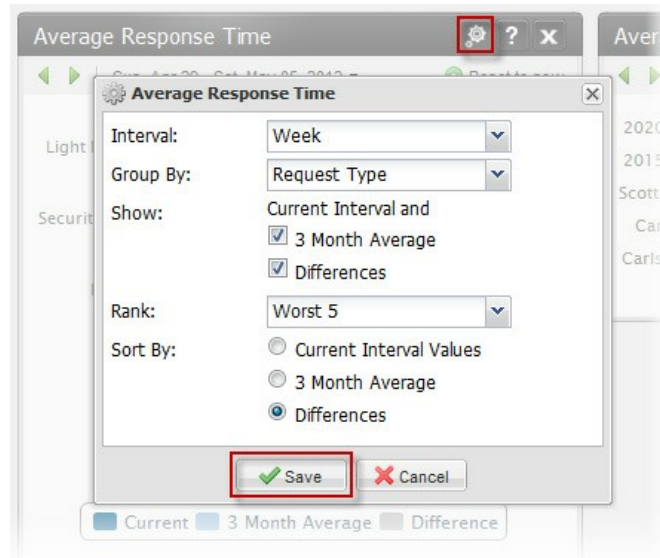 Average Response Time ? x
Aver
Average Response Time
Interval: Week
Group By: Request Type
Show: Current Interval and
3 Month Average
Differences
Rank: Worst 5
Sort By: Current Interval Values
3 Month Average
Differences
Save Cancel
Light
Securit
202
2015
Scott
Car
Carls
Current 3 Month Average Difference